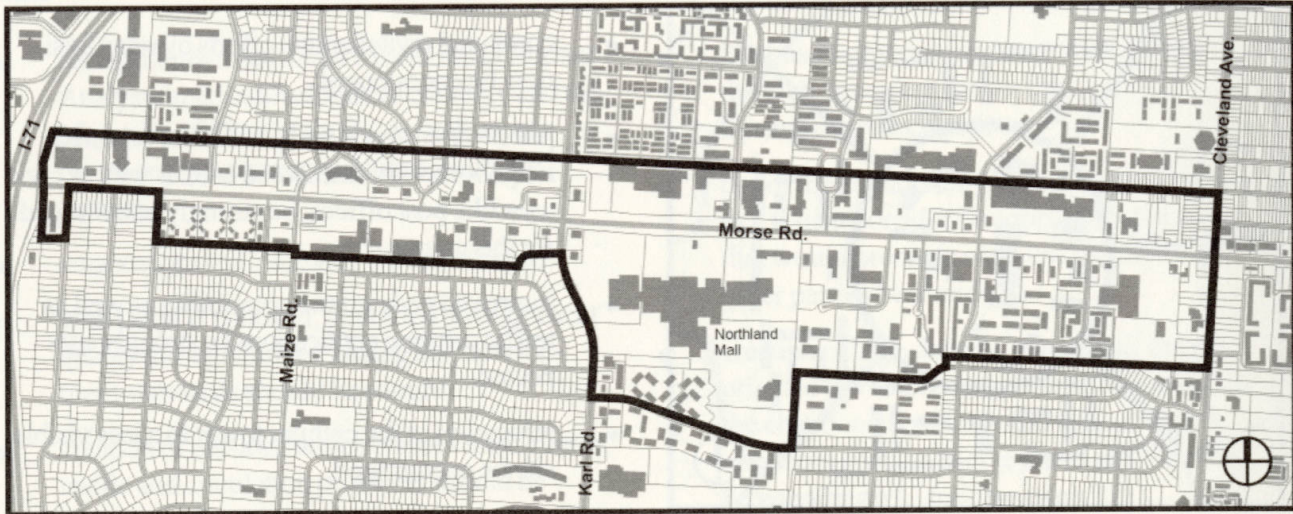 I-71
Cleveland Ave.
Morse Rd.
Maize Rd.
Northland
Mall
Karl Rd.